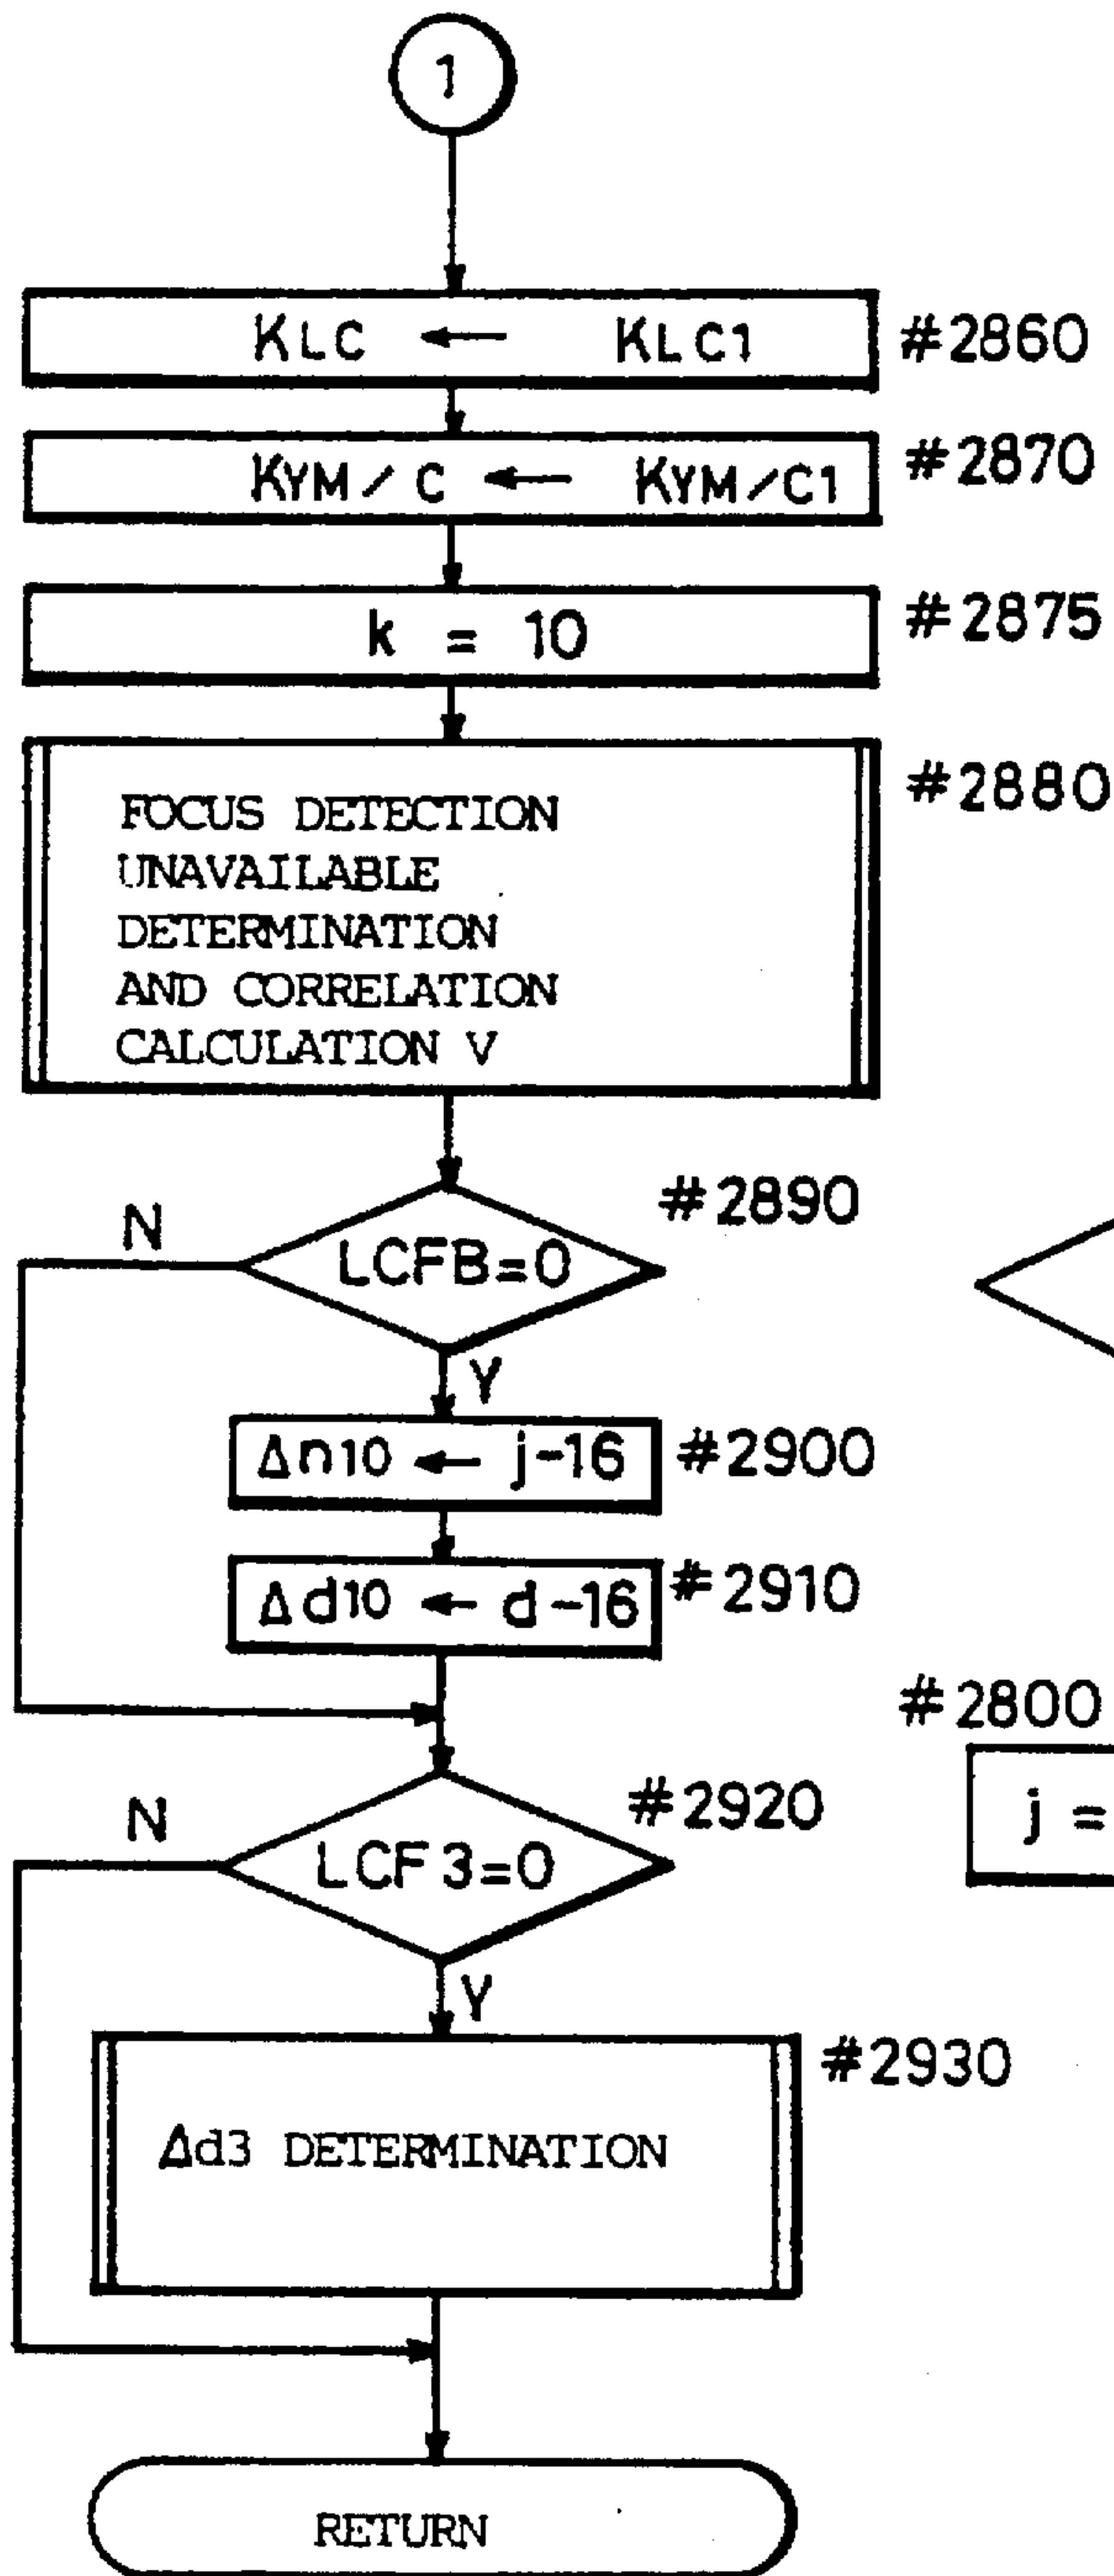 1
KLC ← KLC1 #2860
KYM/C ← KYM/C1 #2870
k = 10 #2875
#2880
FOCUS DETECTION
UNAVAILABLE
DETERMINATION
AND CORRELATION
CALCULATION V
#2890
N
LCFB=0
Y
Δn10 ← j-16 #2900
Δd10 ← d-16 #2910
#2800
j =
#2920
N
LCF3=0
Y
#2930
Δd3 DETERMINATION
RETURN